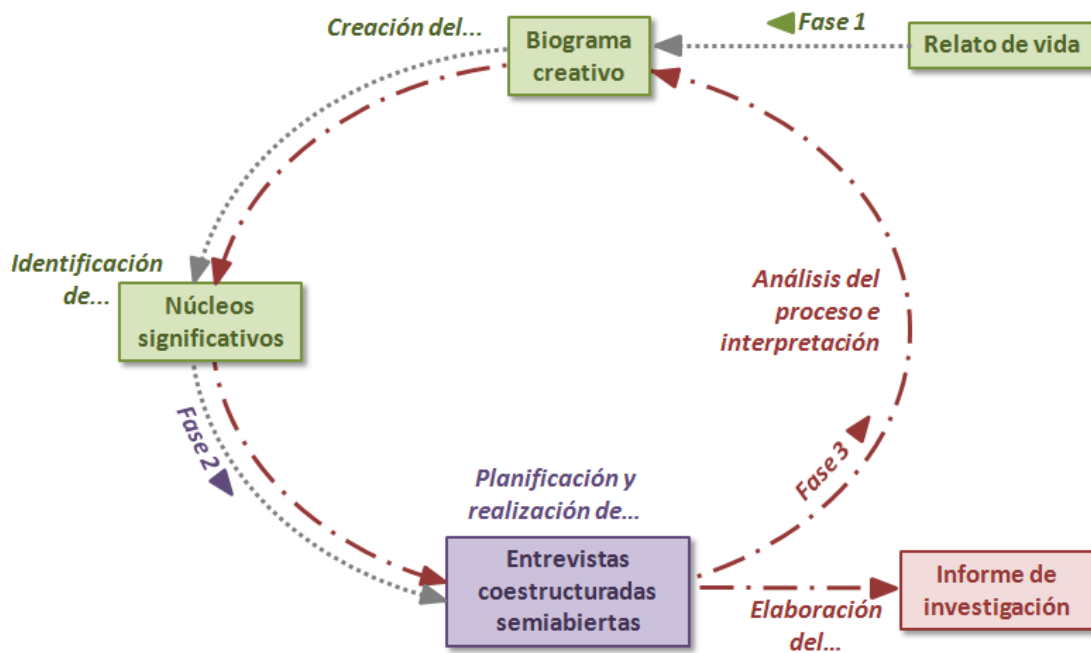 Creación del...
Biograma
creativo
Fase 1
Relato de vida
Identificación
de...
Núcleos
significativos
Análisis del
proceso e
interpretación
Fase 2
Fase 3
Planificación y
realización de...
Entrevistas
coestructuradas
semiabiertas
Elaboración
del...
Informe de
investigación